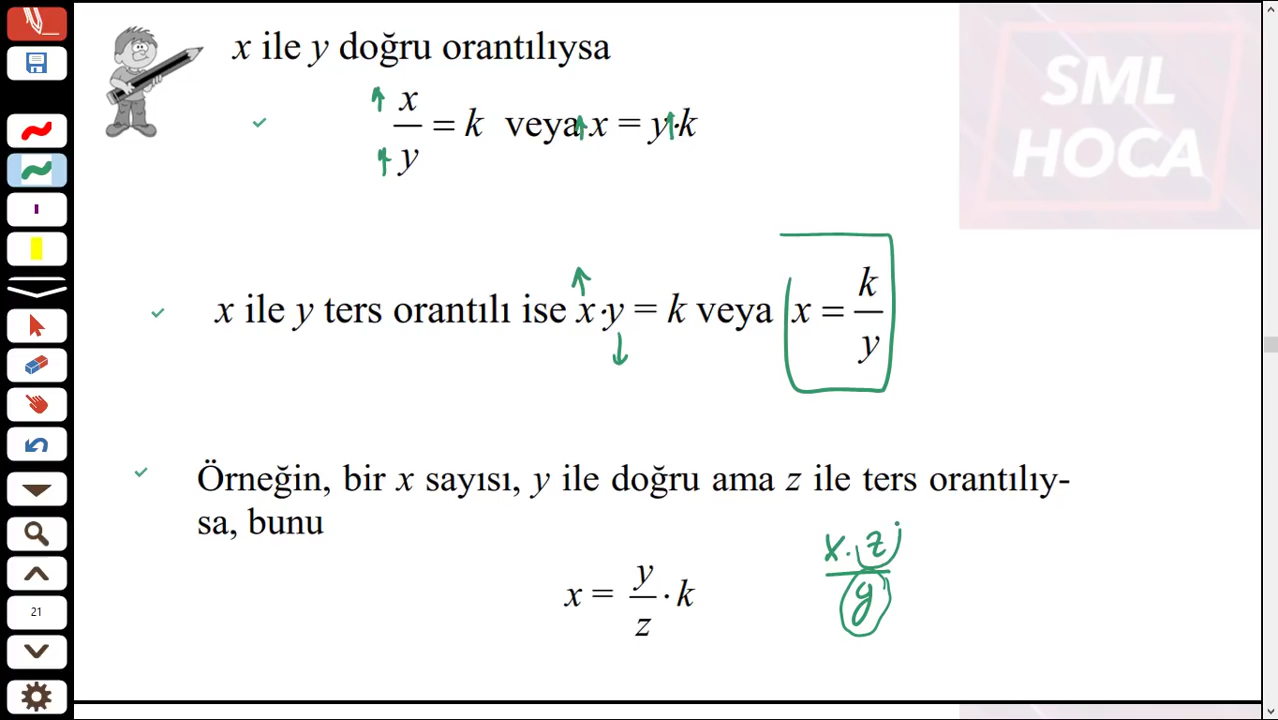 SML
HOCA
x ile y doğru orantılıysa
x/y = k veya x = y·k
x ile y ters orantılı ise x·y = k veya x = k/y
Örneğin, bir x sayısı, y ile doğru ama z ile ters orantılıy-
sa, bunu
x = y/z · k
x·z/y
21